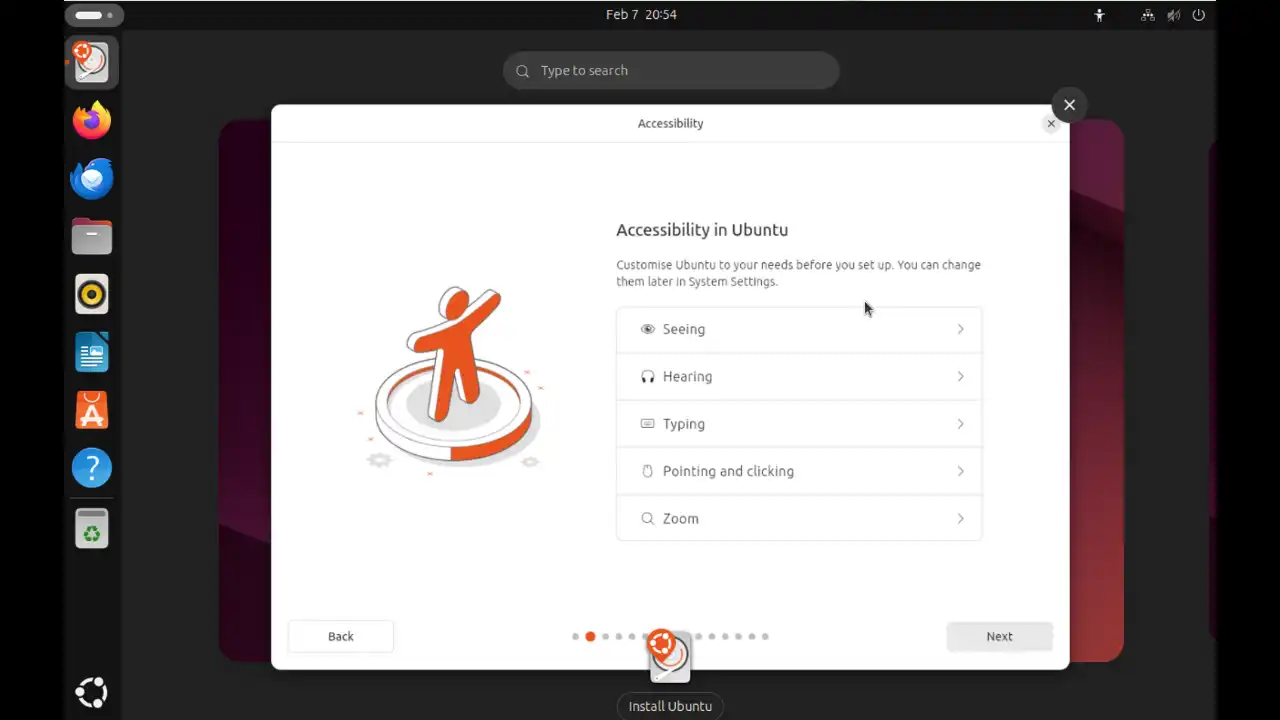 Feb 7 20:54
Type to search
Accessibility
Accessibility in Ubuntu
Customise Ubuntu to your needs before you set up. You can change
them later in System Settings.
Seeing
Hearing
Typing
Pointing and clicking
Zoom
Back
Next
Install Ubuntu